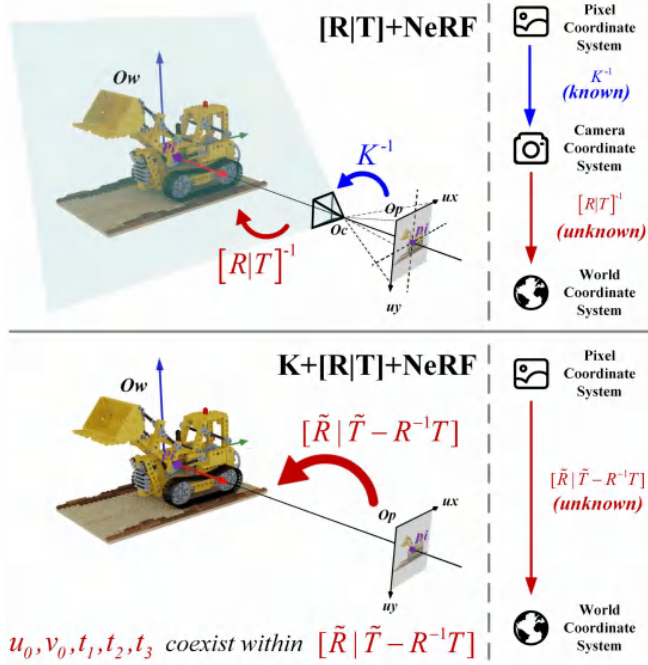 [R|T]+NeRF
Ow
Pi
K⁻¹
Oc
Op
ux
pi
uy
[R|T]⁻¹
Pixel
Coordinate
System
K⁻¹
(known)
Camera
Coordinate
System
[R|T]⁻¹
(unknown)
World
Coordinate
System
K+[R|T]+NeRF
Ow
Pi
[R̃ | T̃ − R⁻¹T]
Op
ux
pi
uy
u₀,v₀,t₁,t₂,t₃ coexist within [R̃ | T̃ − R⁻¹T]
Pixel
Coordinate
System
[R̃ | T̃ − R⁻¹T]
(unknown)
World
Coordinate
System